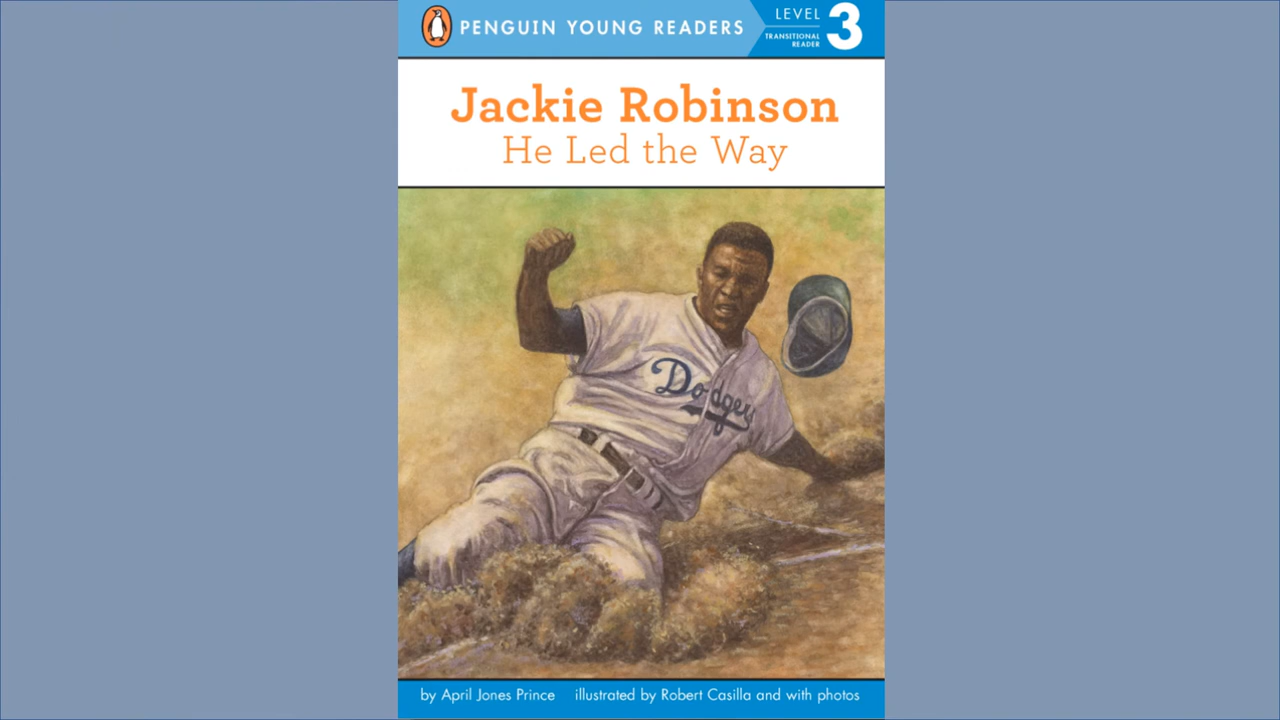 PENGUIN YOUNG READERS
LEVEL 3
TRANSITIONAL
READER
Jackie Robinson
He Led the Way
Dodgers
by April Jones Prince illustrated by Robert Casilla and with photos